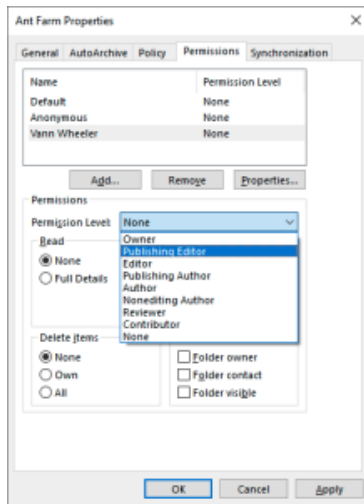 Ant Farm Properties
General AutoArchive Policy Permissions Synchronization
Name Permission Level
Default None
Anonymous None
Vann Wheeler None
Add... Remove Properties...
Permissions
Permission Level: None
Read
None
Full Details
Owner
Publishing Editor
Editor
Publishing Author
Author
Nonediting Author
Reviewer
Contributor
None
Delete items
None
Own
All
Folder owner
Folder contact
Folder visible
OK Cancel Apply